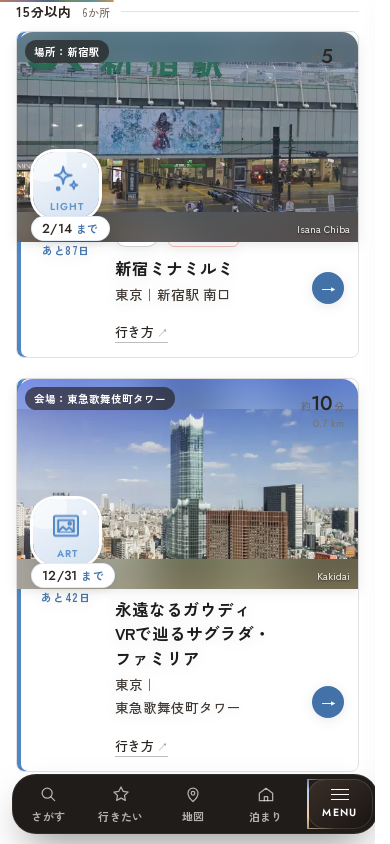 15分以内 6か所
場所：新宿駅
5
新宿駅
LIGHT
2/14 まで
Isana Chiba
あと87日
新宿ミナミルミ
東京｜新宿駅 南口
→
行き方 ↗
会場：東急歌舞伎町タワー
約10分
0.7 km
ART
12/31 まで
Kakidai
あと42日
永遠なるガウディ
VRで辿るサグラダ・
ファミリア
東京｜
東急歌舞伎町タワー
→
行き方 ↗
さがす 行きたい 地図 泊まり MENU